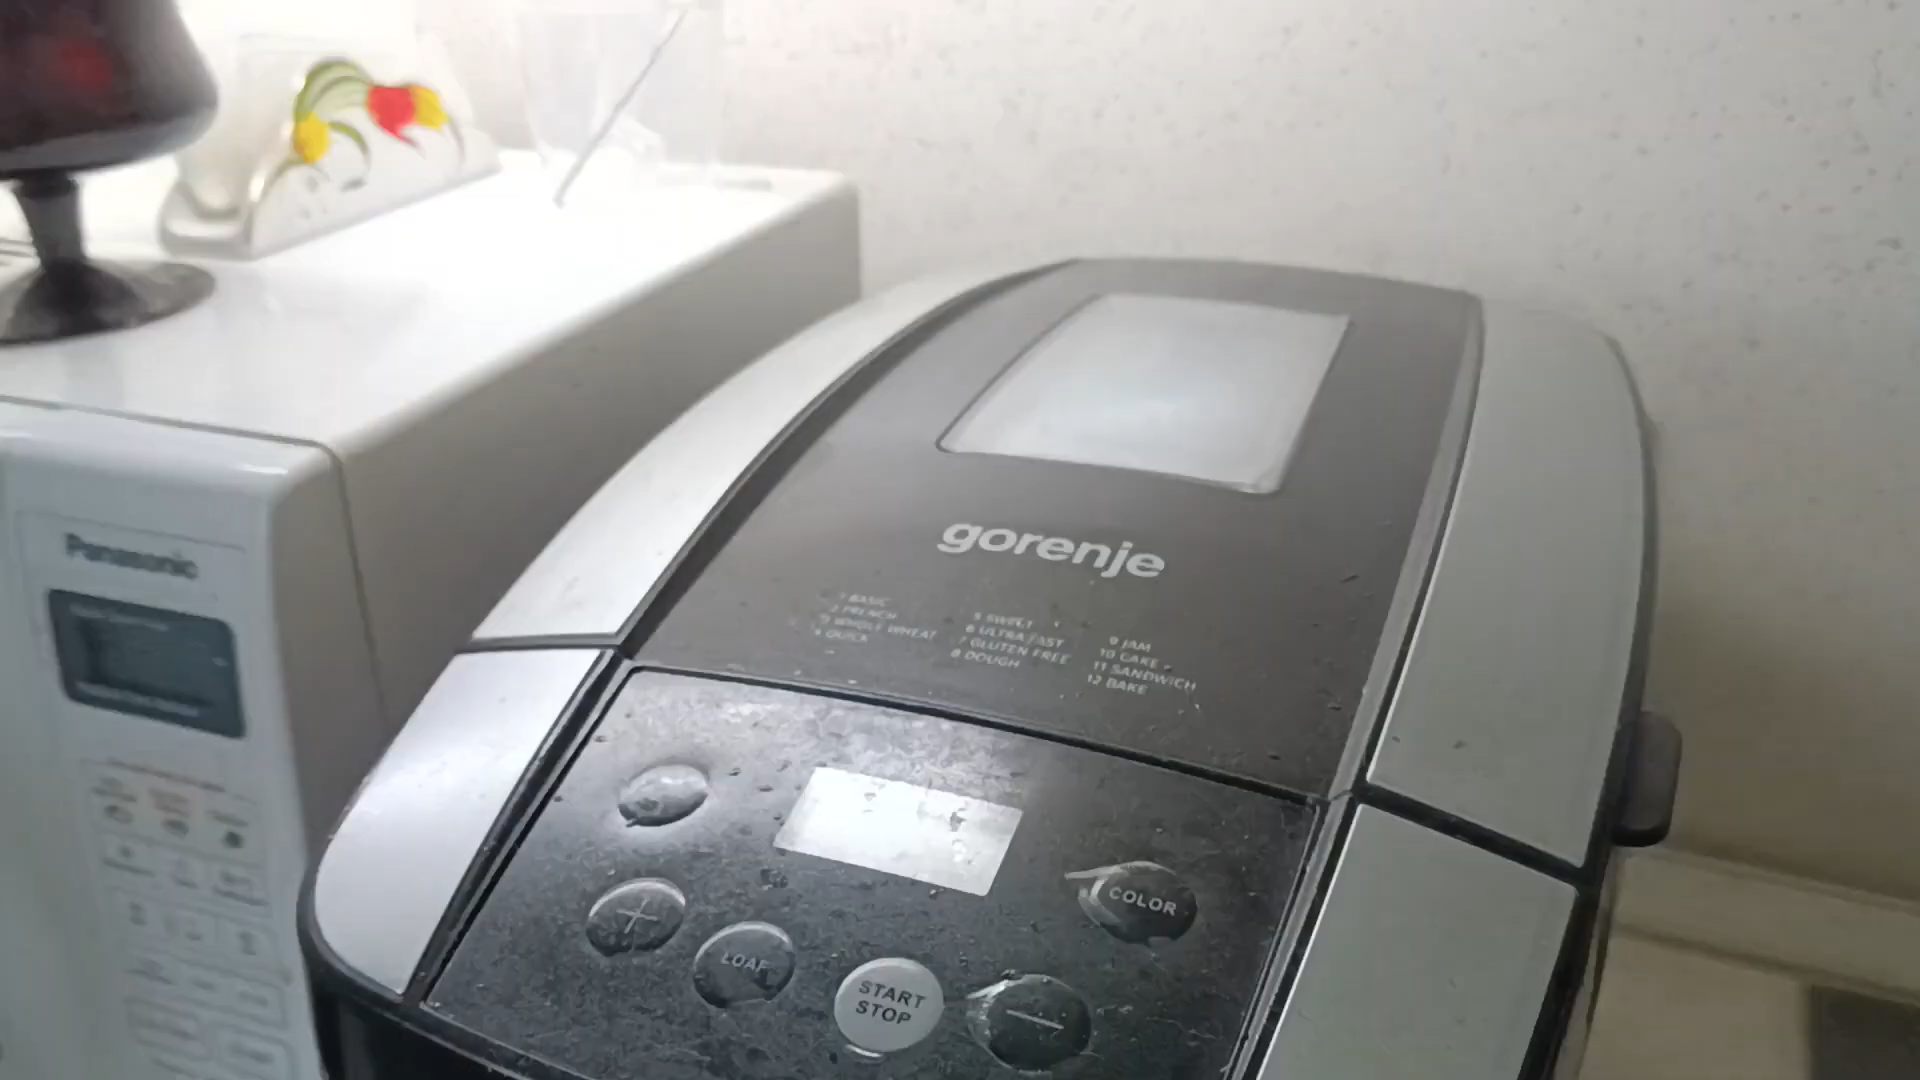 Panasonic
gorenje
1 BASIC
2 FRENCH
3 WHOLE WHEAT
4 QUICK
5 SWEET
6 ULTRA FAST
7 GLUTEN FREE
8 DOUGH
9 JAM
10 CAKE
11 SANDWICH
12 BAKE
COLOR
+
LOAF
START
STOP
—